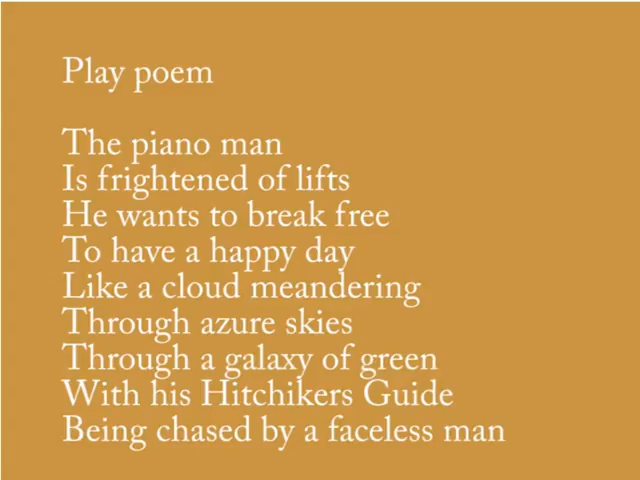 Play poem
The piano man
Is frightened of lifts
He wants to break free
To have a happy day
Like a cloud meandering
Through azure skies
Through a galaxy of green
With his Hitchikers Guide
Being chased by a faceless man